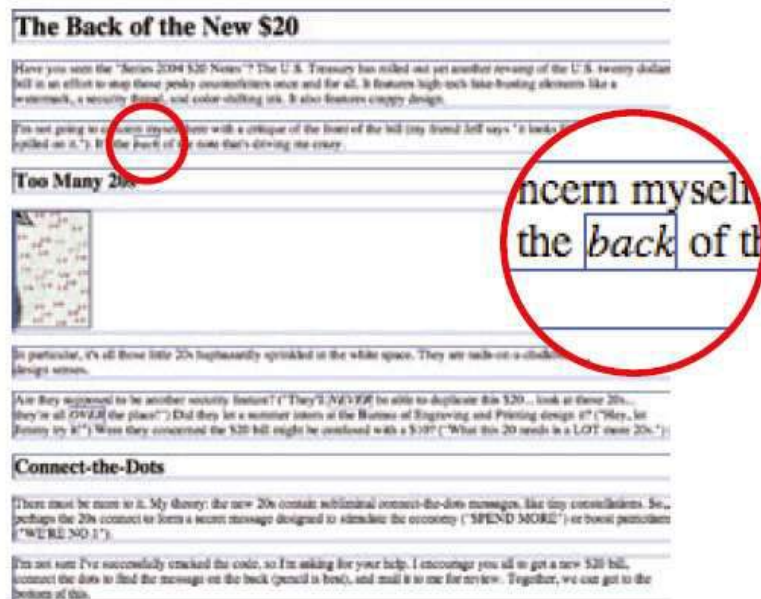 The Back of the New $20
Have you seen the "Series 2004 $20 Notes"? The U.S. Treasury has rolled out yet another revamp of the U.S. twenty dollar
bill in an effort to stop those pesky counterfeiters once and for all. It features high-tech fake-busting elements like a
watermark, a security thread, and color-shifting ink. It also features crappy design.
I'm not going to concern myself here with a critique of the front of the bill (my friend Jeff says "it looks
spilled on it."). It the back of the note that's driving me crazy.
ncern myself
the back of th
Too Many 20s
In particular, it's all those little 20s haphazardly sprinkled in the white space. They are
design senses.
Are they supposed to be another security feature? ("They'll NEVER be able to duplicate this $20... look at those 20s...
they're all OVER the place!") Did they let a summer intern at the Bureau of Engraving and Printing design it? ("Hey, let
Jimmy try it!") Were they concerned the $20 bill might be confused with a $10? ("What this 20 needs is a LOT more 20s.")
Connect-the-Dots
There must be more to it. My theory: the new 20s contain subliminal connect-the-dots messages, like tiny constellations. So,
perhaps the 20s connect to form a secret message designed to stimulate the economy ("SPEND MORE") or boost patriotism
("WE'RE NO.1").
I'm not sure I've successfully cracked the code, so I'm asking for your help. I encourage you all to get a new $20 bill,
connect the dots to find the message on the back (pencil is best), and mail it to me for review. Together, we can get to the
bottom of this.